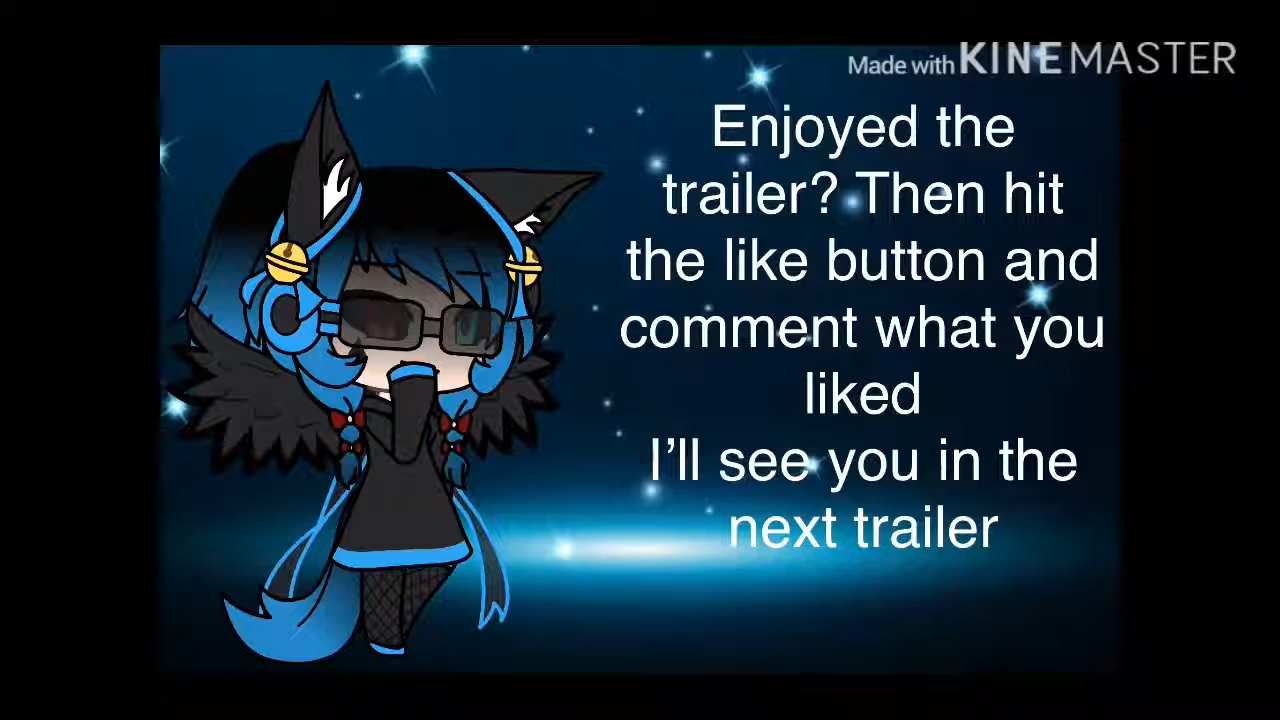 Made with KINEMASTER
Enjoyed the
trailer? Then hit
the like button and
comment what you
liked
I’ll see you in the
next trailer